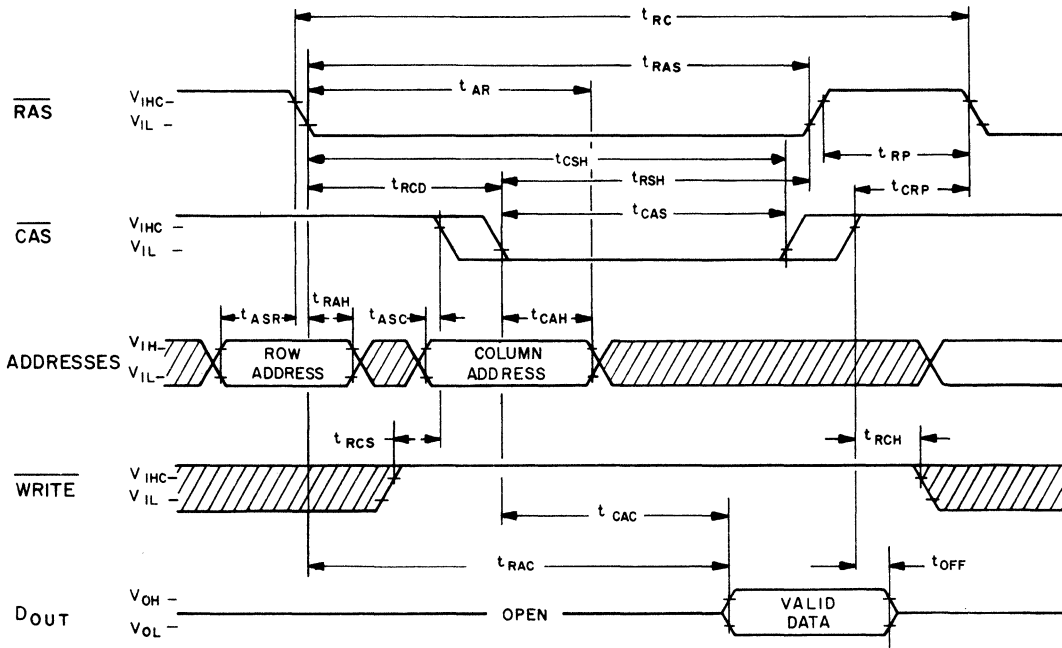 tRC
tRAS
tAR
RAS
VIHC
VIL
tCSH
tRP
tRCD
tRSH
tCRP
tCAS
CAS
VIHC
VIL
tASR
tRAH
tASC
tCAH
ADDRESSES
VIH
VIL
ROW
ADDRESS
COLUMN
ADDRESS
tRCS
tRCH
WRITE
VIHC
VIL
tCAC
tRAC
tOFF
DOUT
VOH
VOL
OPEN
VALID
DATA